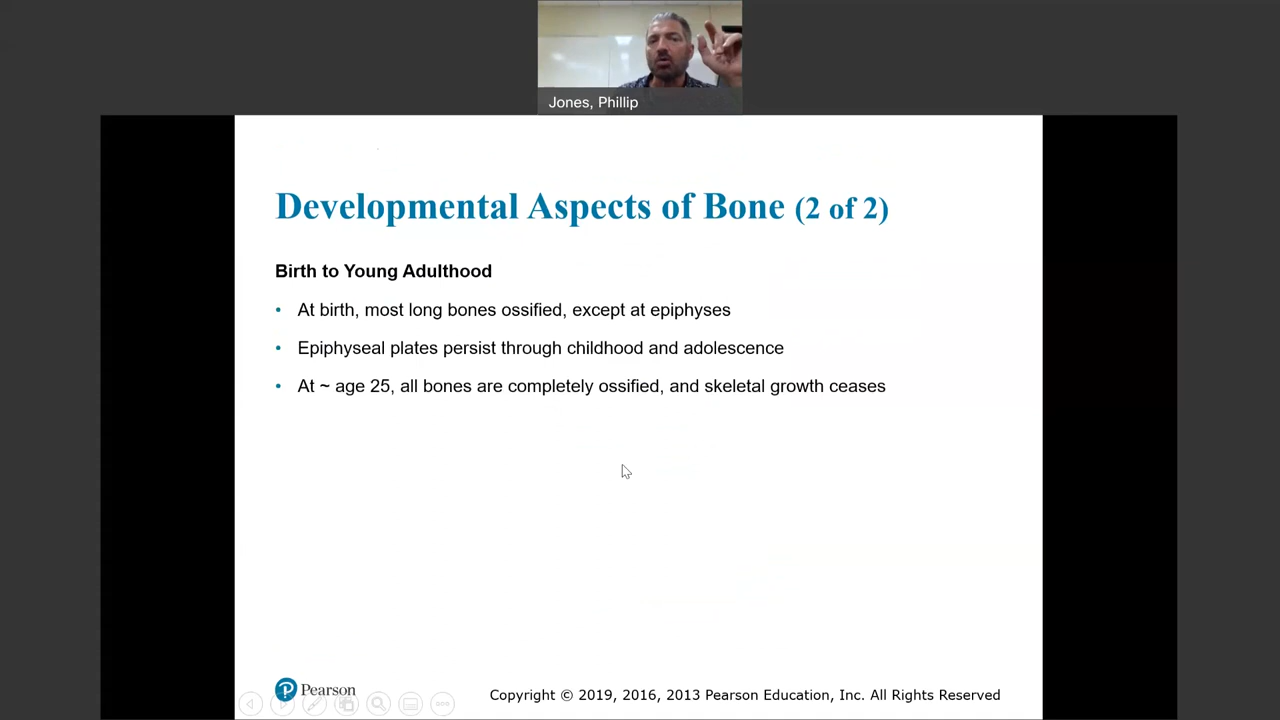 Jones, Phillip
Developmental Aspects of Bone (2 of 2)
Birth to Young Adulthood
• At birth, most long bones ossified, except at epiphyses
• Epiphyseal plates persist through childhood and adolescence
• At ~ age 25, all bones are completely ossified, and skeletal growth ceases
Pearson
Copyright © 2019, 2016, 2013 Pearson Education, Inc. All Rights Reserved